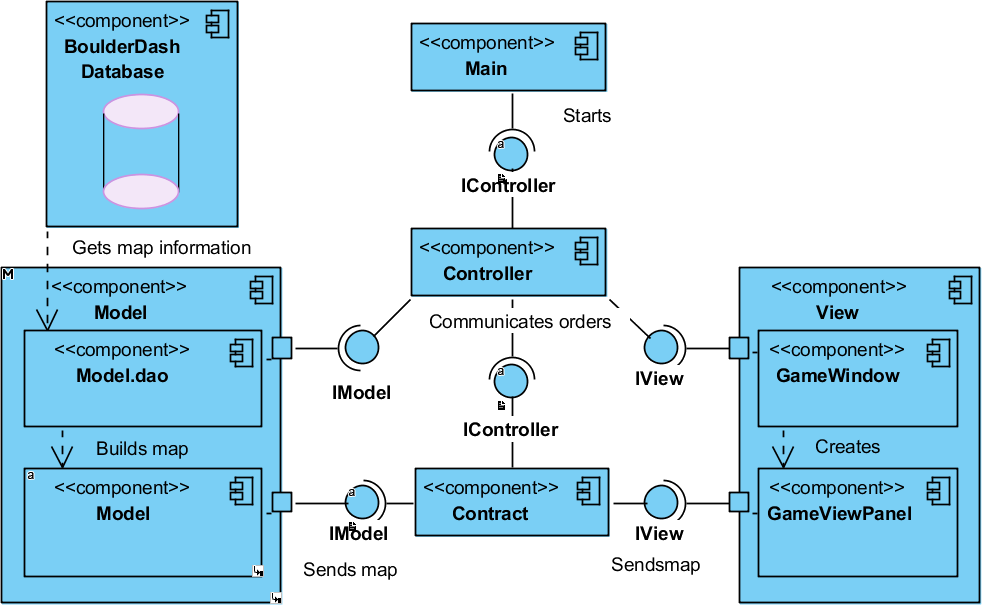 <<component>>
BoulderDash
Database
<<component>>
Main
Starts
a
IController
Gets map information
<<component>>
Controller
M
<<component>>
Model
<<component>>
View
Communicates orders
<<component>>
Model.dao
IModel
IView
<<component>>
GameWindow
a
IController
Builds map
Creates
a
<<component>>
Model
a
IModel
<<component>>
Contract
IView
<<component>>
GameViewPanel
Sends map
Sendsmap